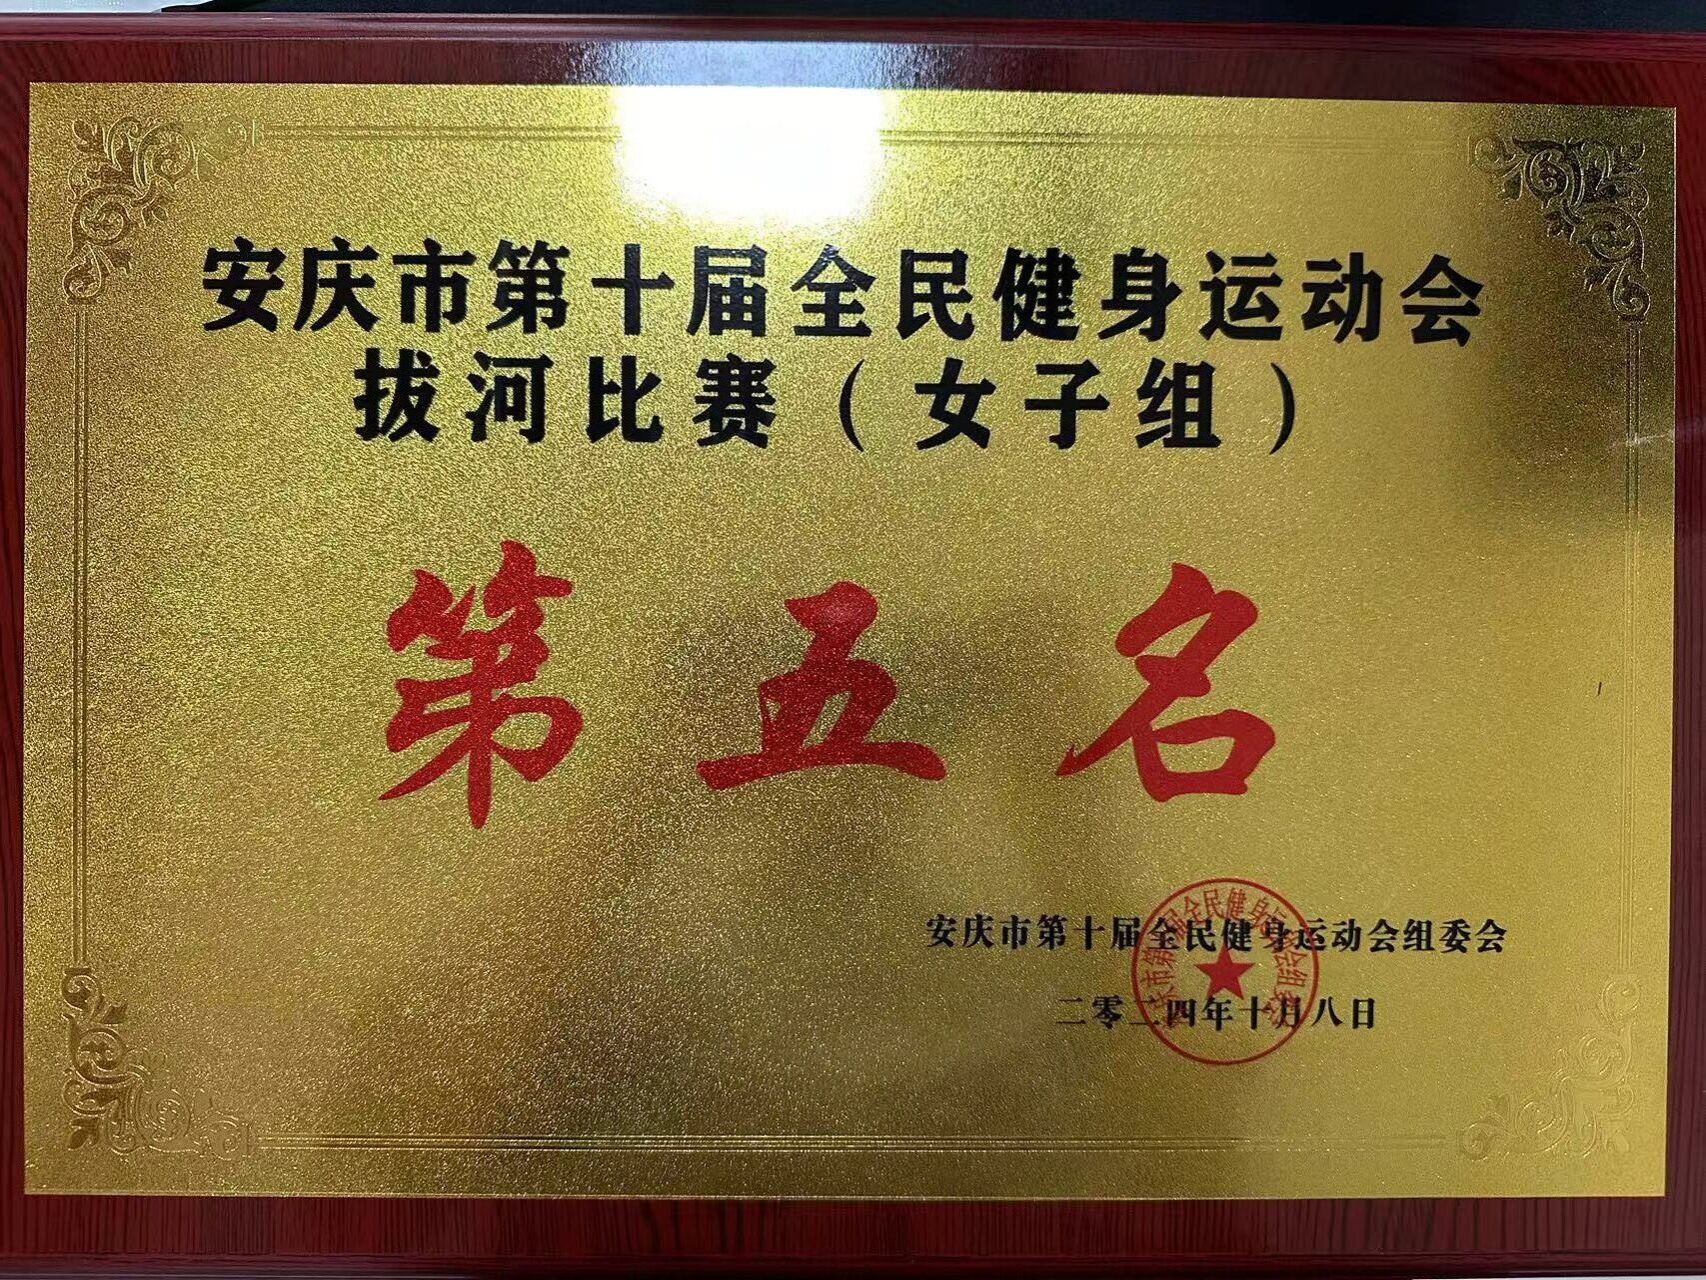 安庆市第十届全民健身运动会
拔河比赛（女子组）
第五名
安庆市第十届全民健身运动会组委会
二零二四年十月八日